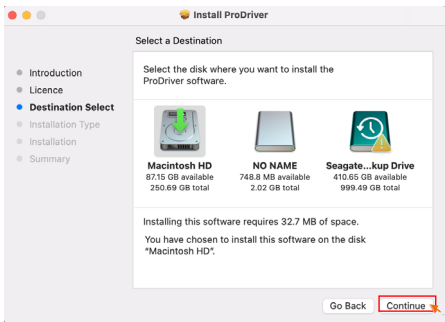 Install ProDriver
Select a Destination
Introduction
Licence
Destination Select
Installation Type
Installation
Summary
Select the disk where you want to install the
ProDriver software.
Macintosh HD
87.15 GB available
250.69 GB total
NO NAME
748.8 MB available
2.02 GB total
Seagate...kup Drive
410.65 GB available
999.49 GB total
Installing this software requires 32.7 MB of space.
You have chosen to install this software on the disk
“Macintosh HD”.
Go Back
Continue